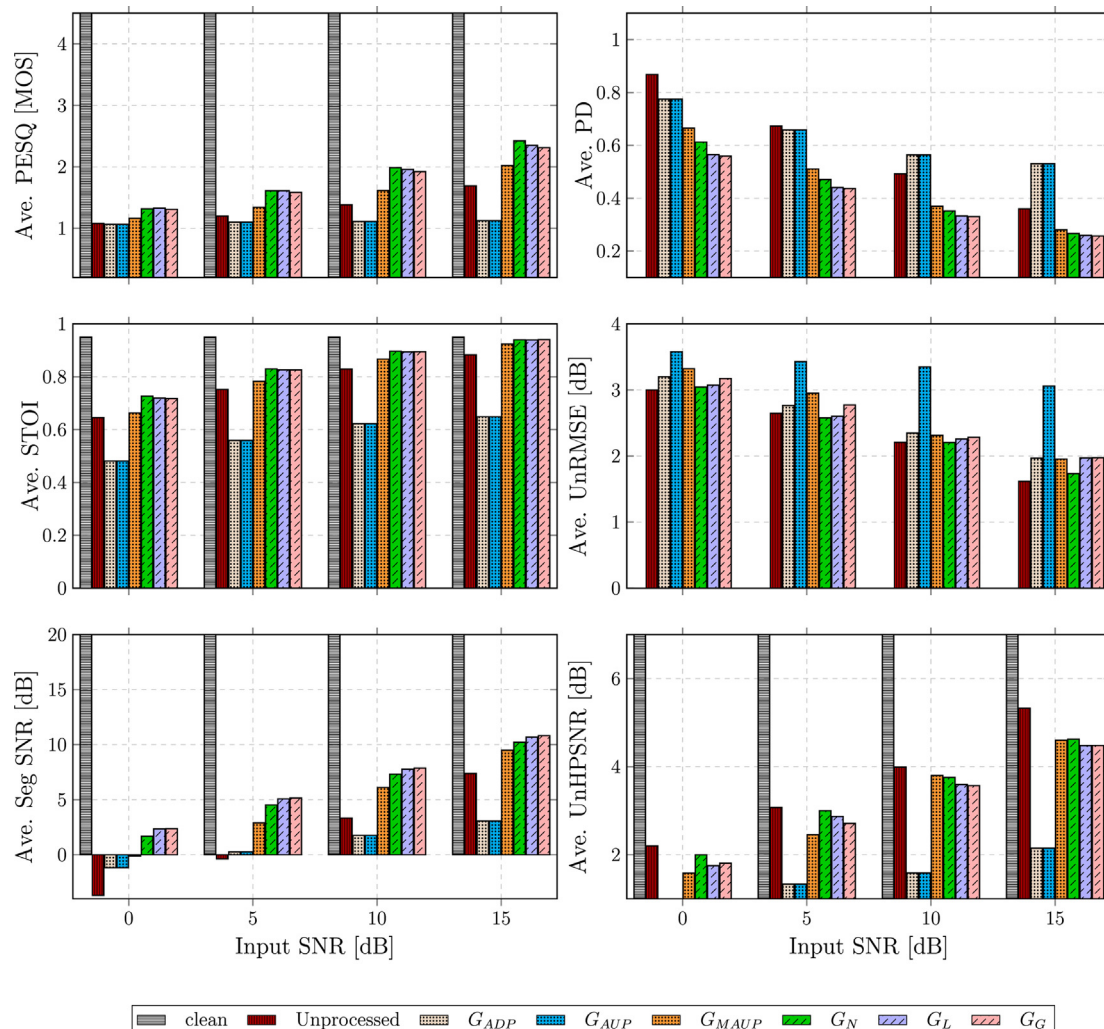 Ave. PESQ [MOS]
4
3
2
1
Ave. PD
1
0.8
0.6
0.4
0.2
Ave. STOI
1
0.8
0.6
0.4
0.2
0
Ave. UnRMSE [dB]
4
3
2
1
0
Ave. Seg SNR [dB]
20
15
10
5
0
0 5 10 15
Input SNR [dB]
Ave. UnHPSNR [dB]
6
4
2
0 5 10 15
Input SNR [dB]
clean Unprocessed G_ADP G_AUP G_MAUP G_N G_L G_G